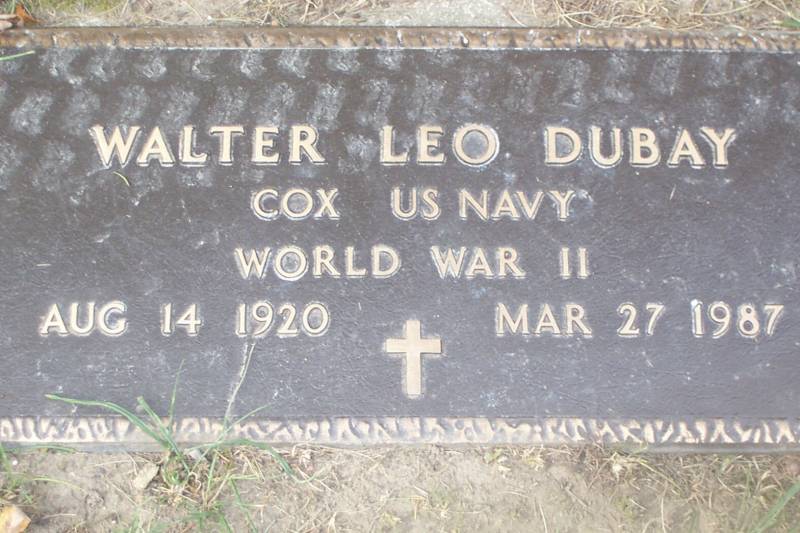 WALTER LEO DUBAY
COX US NAVY
WORLD WAR II
AUG 14 1920 MAR 27 1987